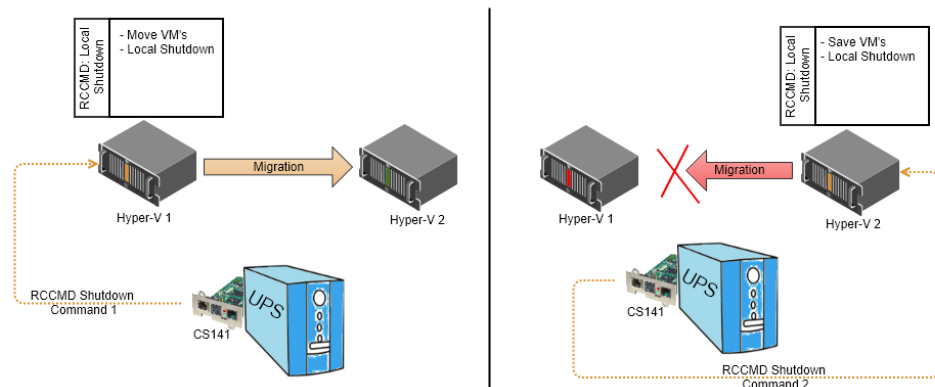 RCCMD: Local
Shutdown
- Move VM's
- Local Shutdown
Migration
Hyper-V 1
Hyper-V 2
RCCMD Shutdown
Command 1
CS141
UPS
RCCMD: Local
Shutdown
- Save VM's
- Local Shutdown
Migration
Hyper-V 1
Hyper-V 2
UPS
CS141
RCCMD Shutdown
Command 2